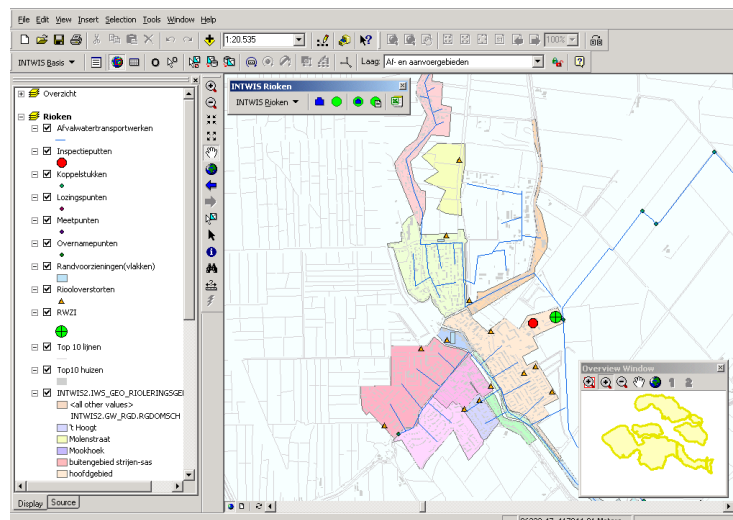 File Edit View Insert Selection Tools Window Help
1:20.535
100%
INTWIS Basis
Laag: Af- en aanvoergebieden
Overzicht
Rioken
Afvalwatertransportwerken
Inspectieputten
Koppelstukken
Lozingspunten
Meetpunten
Overnamepunten
Randvoorzieningen(vlakken)
Riooloverstorten
RWZI
Top 10 lijnen
Top10 huizen
INTWIS2.IWS_GEO_RIOLERINGSGEI
<all other values>
INTWIS2.GW_RGD.RGDOMSCH
't Hoogt
Molenstraat
Mookhoek
buitengebied strijen-sas
hoofdgebied
Display Source
INTWIS Rioken
INTWIS Rioken
Overview Window
1 2